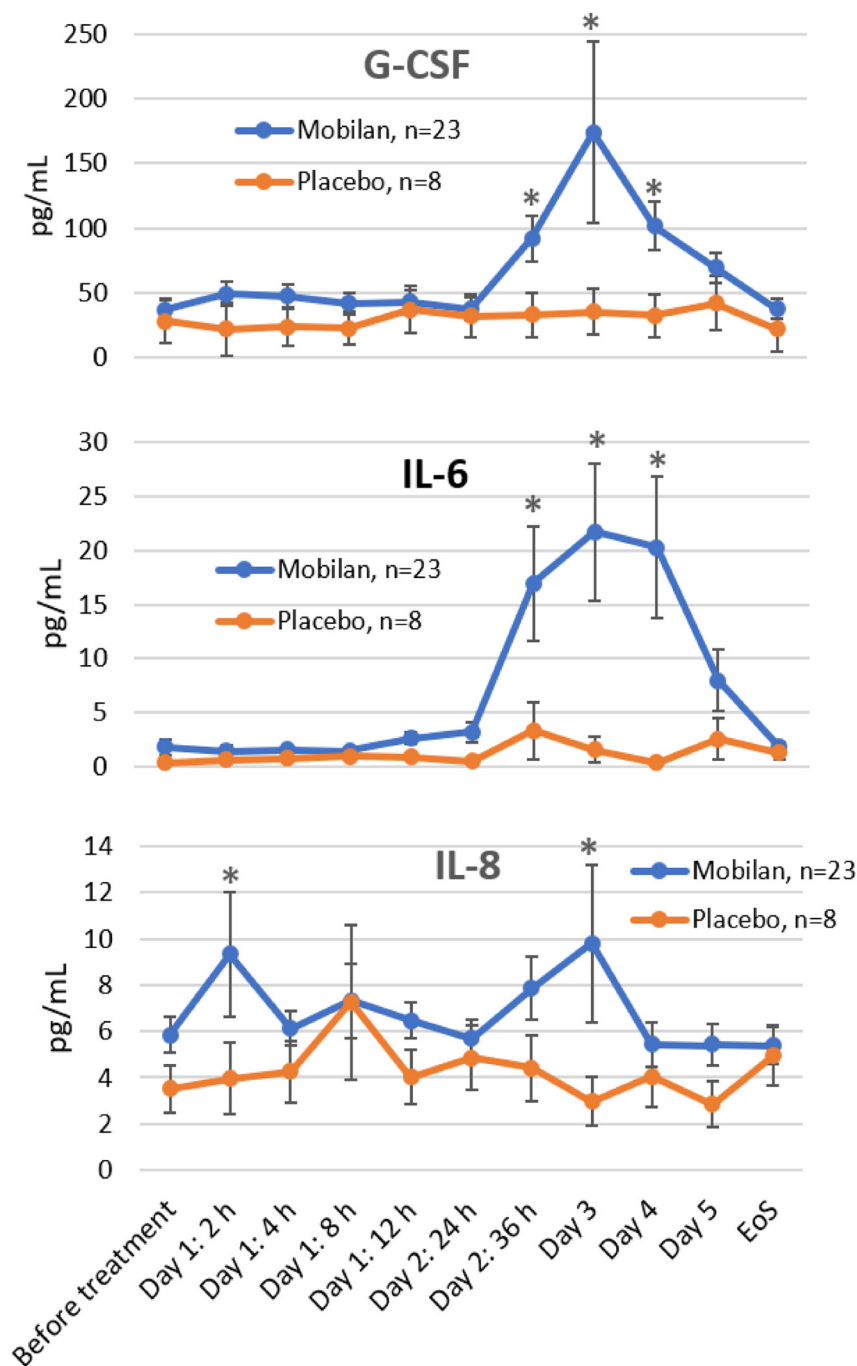 250
*
G-CSF
200
Mobilan, n=23
150
pg/mL
Placebo, n=8
*
*
100
50
0
30
*
*
IL-6
*
25
20
Mobilan, n=23
pg/mL
15
Placebo, n=8
10
5
0
14
*
IL-8
*
Mobilan, n=23
12
Placebo, n=8
10
8
pg/mL
6
4
2
0
Before treatment
Day 1: 2 h
Day 1: 4 h
Day 1: 8 h
Day 1: 12 h
Day 2: 24 h
Day 2: 36 h
Day 3
Day 4
Day 5
EoS